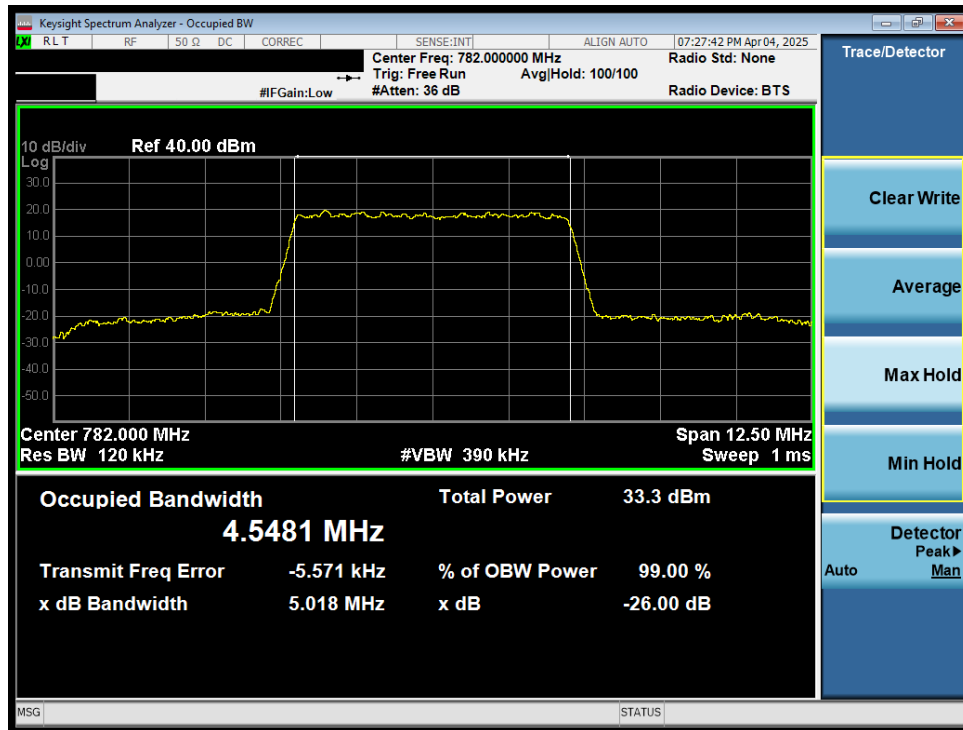 Keysight Spectrum Analyzer - Occupied BW
LXI RLT RF 50 Ω DC CORREC SENSE:INT ALIGN AUTO 07:27:42 PM Apr 04, 2025
Center Freq: 782.000000 MHz Radio Std: None
Trig: Free Run Avg|Hold: 100/100
#IFGain:Low #Atten: 36 dB Radio Device: BTS
Trace/Detector
10 dB/div Ref 40.00 dBm
Log
30.0
20.0
10.0
0.00
-10.0
-20.0
-30.0
-40.0
-50.0
Center 782.000 MHz Span 12.50 MHz
Res BW 120 kHz #VBW 390 kHz Sweep 1 ms
Occupied Bandwidth Total Power 33.3 dBm
4.5481 MHz
Transmit Freq Error -5.571 kHz % of OBW Power 99.00 %
x dB Bandwidth 5.018 MHz x dB -26.00 dB
Clear Write
Average
Max Hold
Min Hold
Detector
Peak▶
Auto Man
MSG STATUS